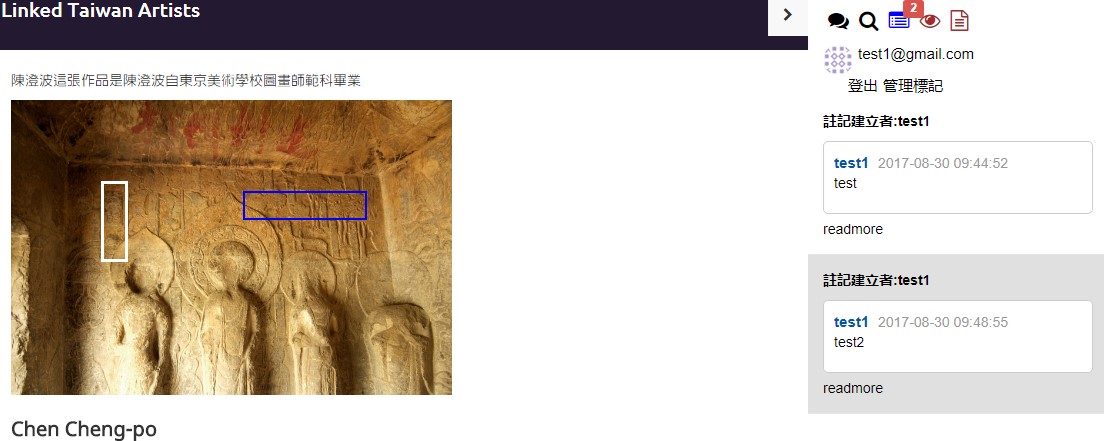 Linked Taiwan Artists
陳澄波這張作品是陳澄波自東京美術學校圖畫師範科畢業
Chen Cheng-po
2
test1@gmail.com
登出 管理標記
註記建立者:test1
test1 2017-08-30 09:44:52
test
readmore
註記建立者:test1
test1 2017-08-30 09:48:55
test2
readmore